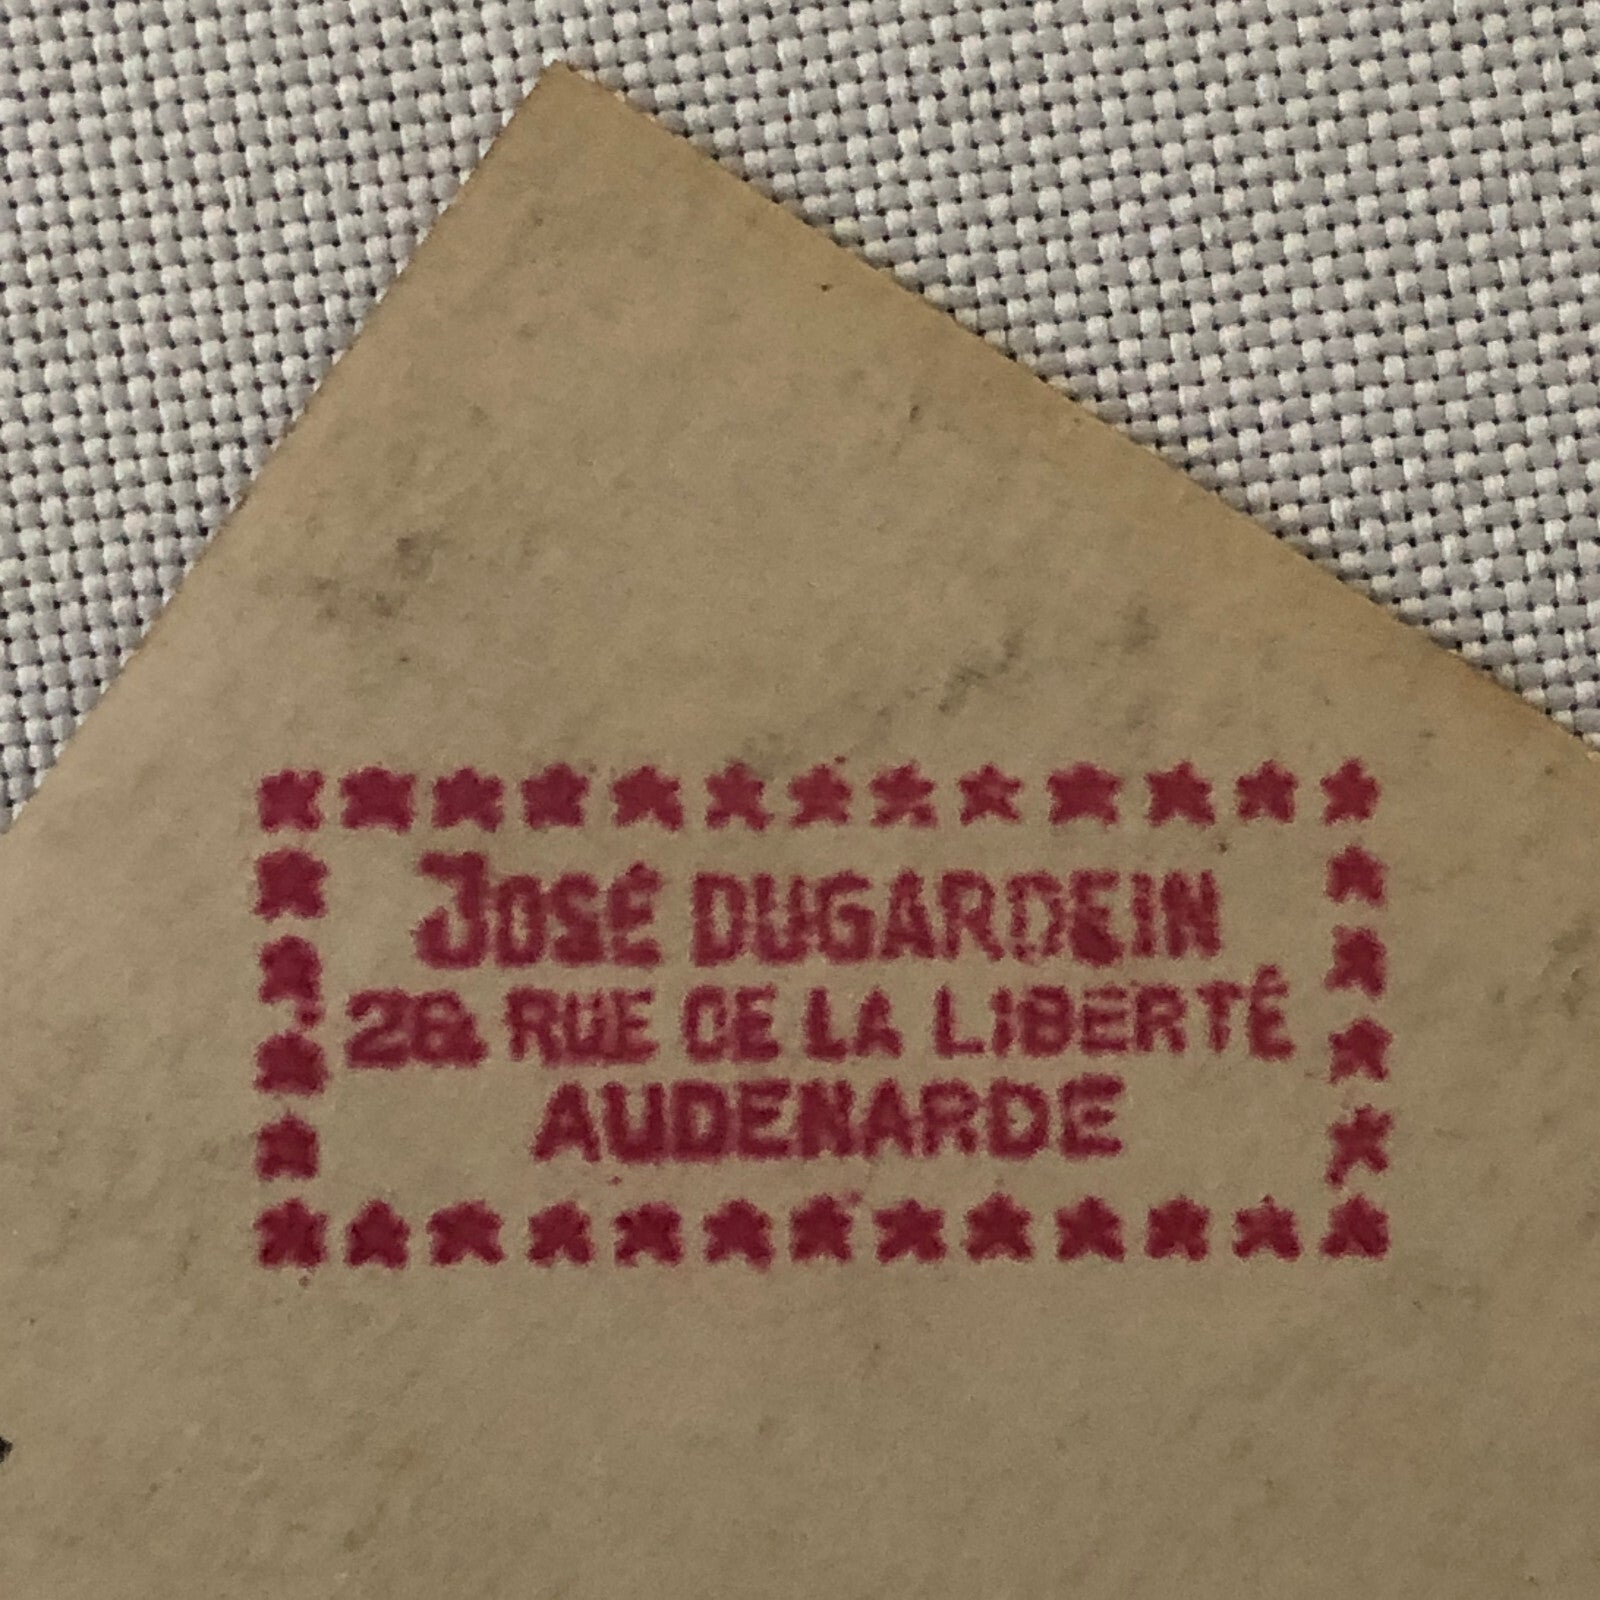 JOSÉ DUGARDEIN
28 RUE DE LA LIBERTÉ
AUDENARDE